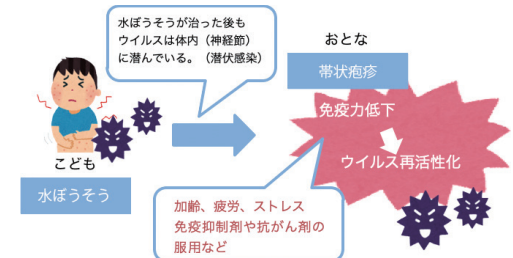 水ぼうそうが治った後も
ウイルスは体内（神経節）
に潜んでいる。（潜伏感染）
こども
水ぼうそう
おとな
帯状疱疹
免疫力低下
ウイルス再活性化
加齢、疲労、ストレス
免疫抑制剤や抗がん剤の
服用など